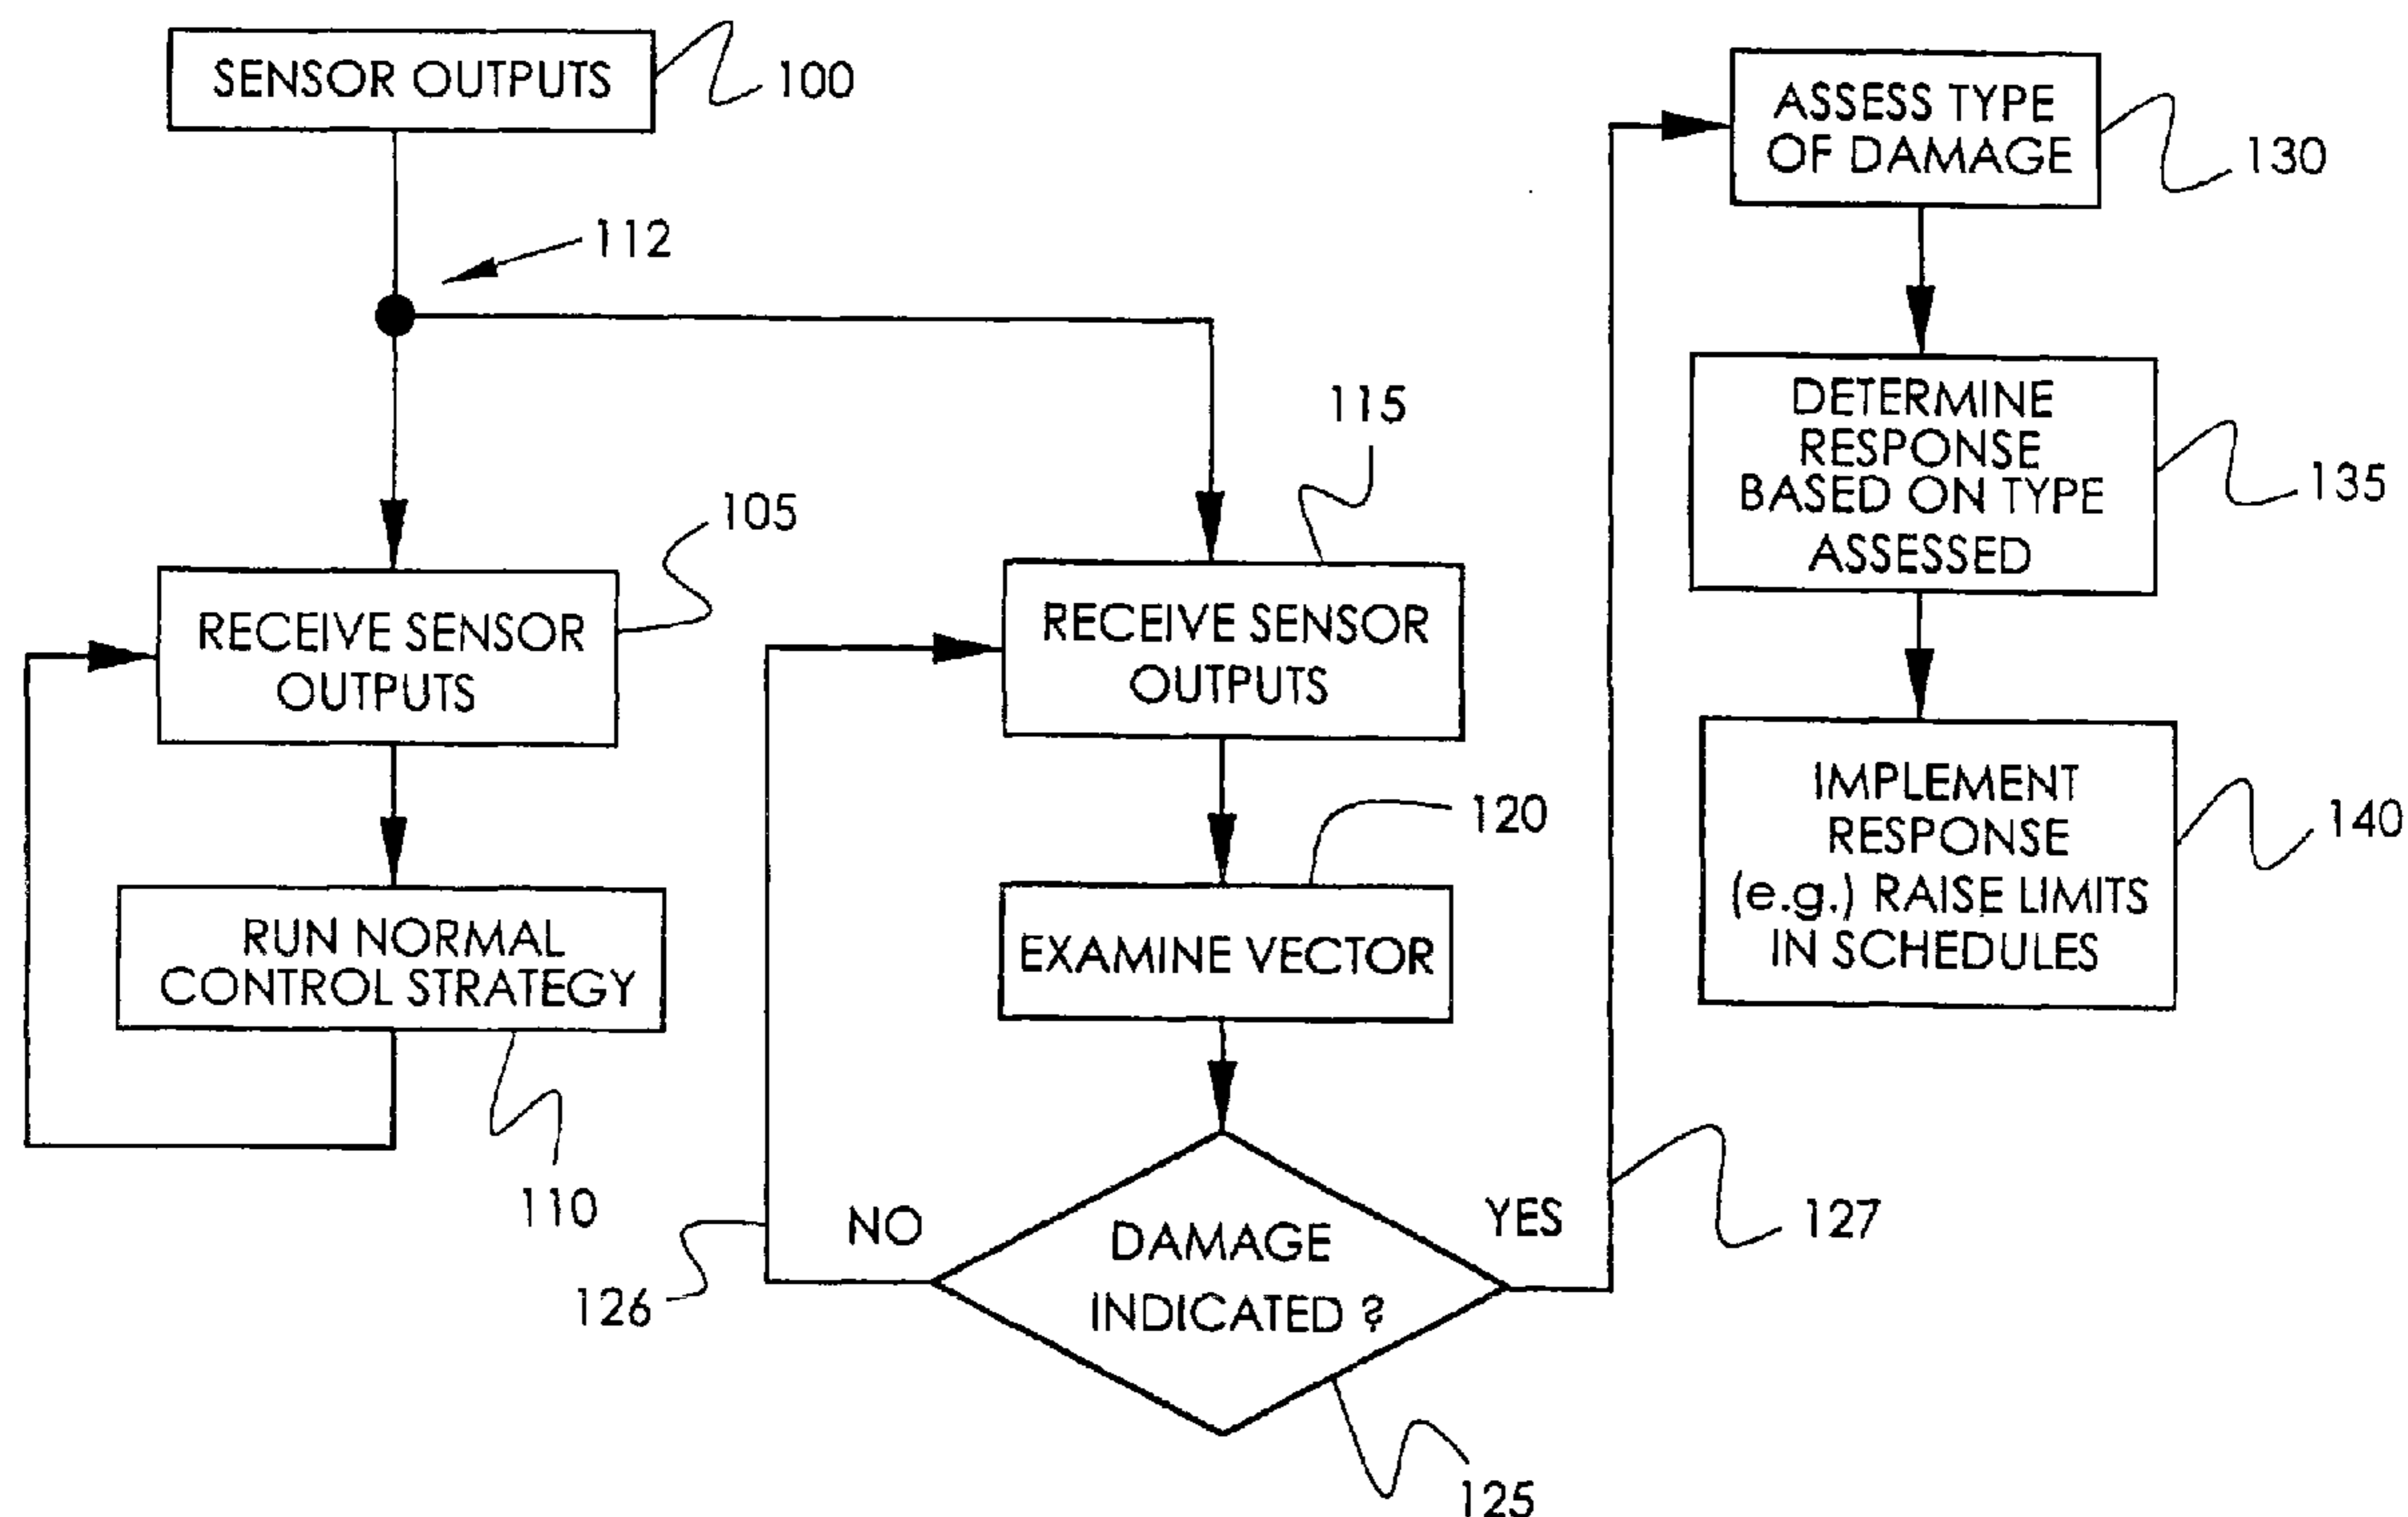 SENSOR OUTPUTS
100
112
105
RECEIVE SENSOR
OUTPUTS
RUN NORMAL
CONTROL STRATEGY
110
115
RECEIVE SENSOR
OUTPUTS
120
EXAMINE VECTOR
NO
YES
DAMAGE
INDICATED ?
126
127
125
ASSESS TYPE
OF DAMAGE
130
DETERMINE
RESPONSE
BASED ON TYPE
ASSESSED
135
IMPLEMENT
RESPONSE
(e.g.) RAISE LIMITS
IN SCHEDULES
140